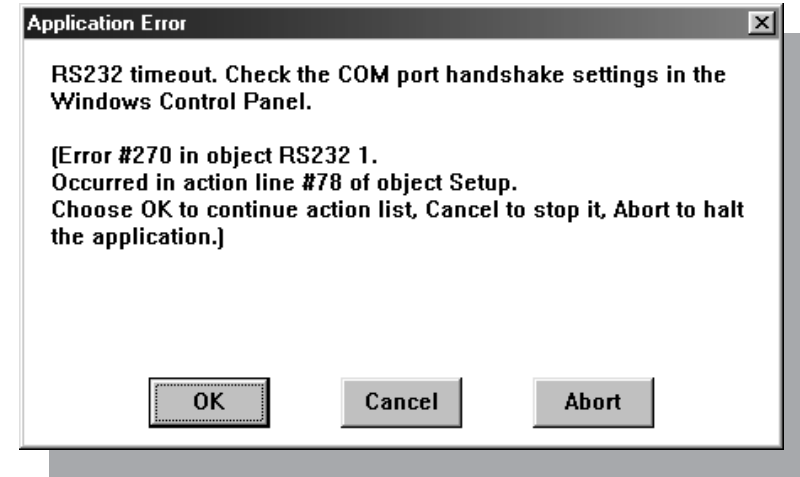 Application Error
RS232 timeout. Check the COM port handshake settings in the
Windows Control Panel.
(Error #270 in object RS232 1.
Occurred in action line #78 of object Setup.
Choose OK to continue action list, Cancel to stop it, Abort to halt
the application.)
OK Cancel Abort